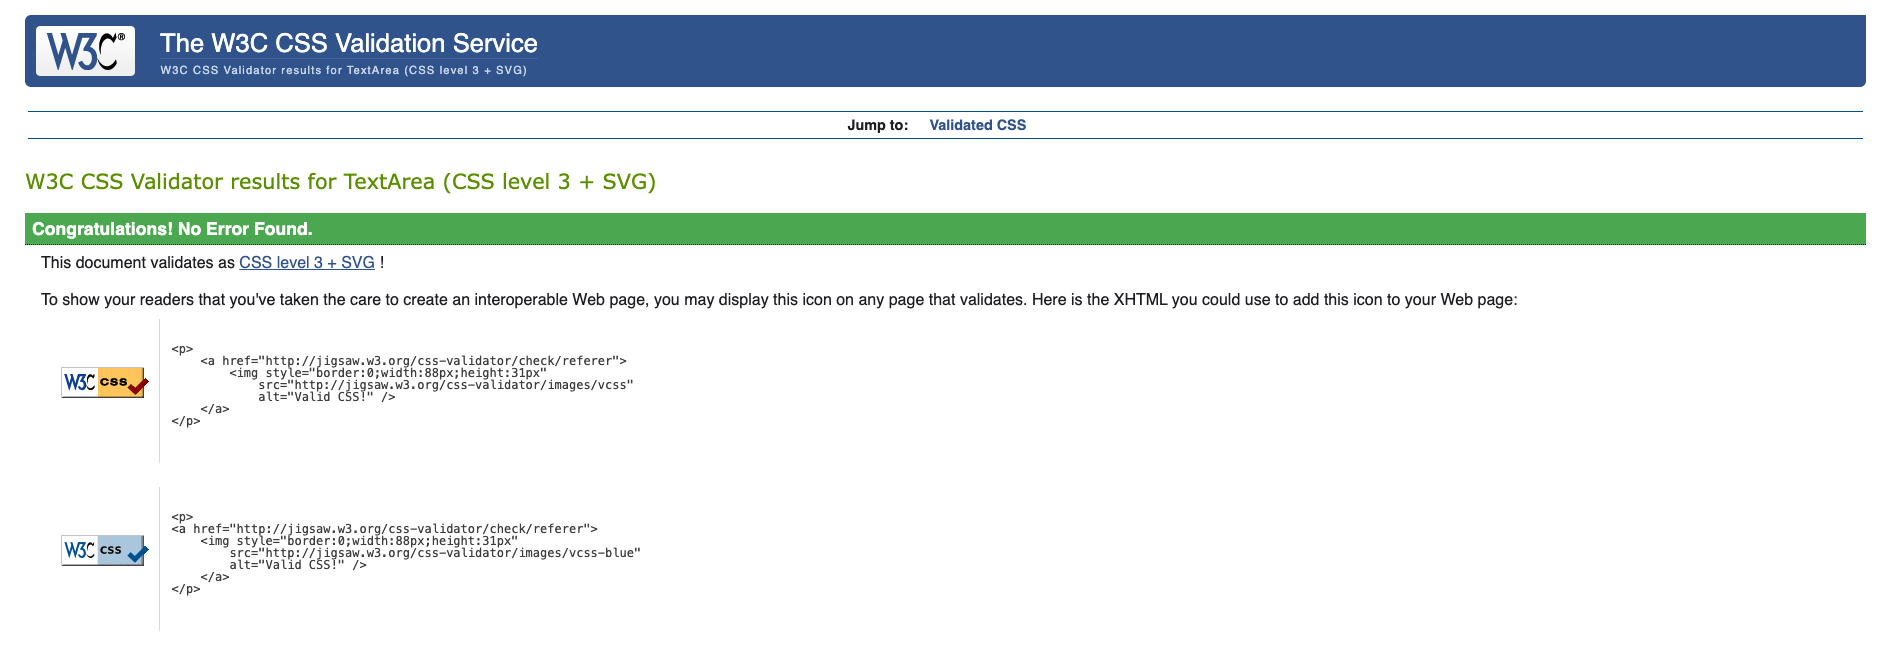 W3C®
The W3C CSS Validation Service
W3C CSS Validator results for TextArea (CSS level 3 + SVG)
Jump to: Validated CSS
W3C CSS Validator results for TextArea (CSS level 3 + SVG)
Congratulations! No Error Found.
This document validates as CSS level 3 + SVG !
To show your readers that you've taken the care to create an interoperable Web page, you may display this icon on any page that validates. Here is the XHTML you could use to add this icon to your Web page:
W3C css
<p>
    <a href="http://jigsaw.w3.org/css-validator/check/referer">
        <img style="border:0;width:88px;height:31px"
            src="http://jigsaw.w3.org/css-validator/images/vcss"
            alt="Valid CSS!" />
    </a>
</p>
W3C css
<p>
<a href="http://jigsaw.w3.org/css-validator/check/referer">
    <img style="border:0;width:88px;height:31px"
        src="http://jigsaw.w3.org/css-validator/images/vcss-blue"
        alt="Valid CSS!" />
    </a>
</p>